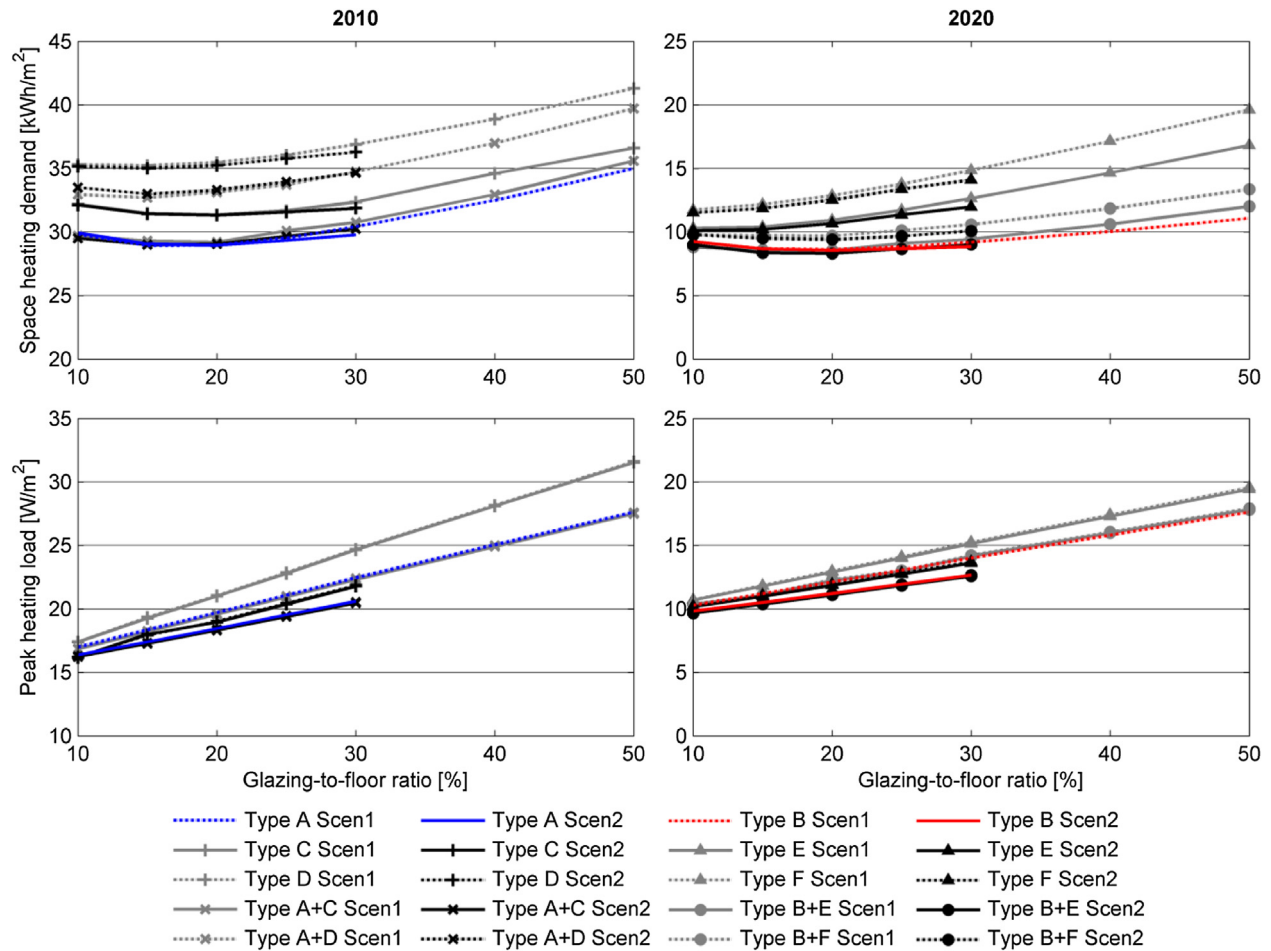 2010
2020
Space heating demand [kWh/m²]
45
40
35
30
25
20
10 20 30 40 50
25
20
15
10
5
0
10 20 30 40 50
Peak heating load [W/m²]
35
30
25
20
15
10
10 20 30 40 50
Glazing-to-floor ratio [%]
25
20
15
10
5
0
10 20 30 40 50
Glazing-to-floor ratio [%]
Type A Scen1 Type A Scen2 Type B Scen1 Type B Scen2
Type C Scen1 Type C Scen2 Type E Scen1 Type E Scen2
Type D Scen1 Type D Scen2 Type F Scen1 Type F Scen2
Type A+C Scen1 Type A+C Scen2 Type B+E Scen1 Type B+E Scen2
Type A+D Scen1 Type A+D Scen2 Type B+F Scen1 Type B+F Scen2